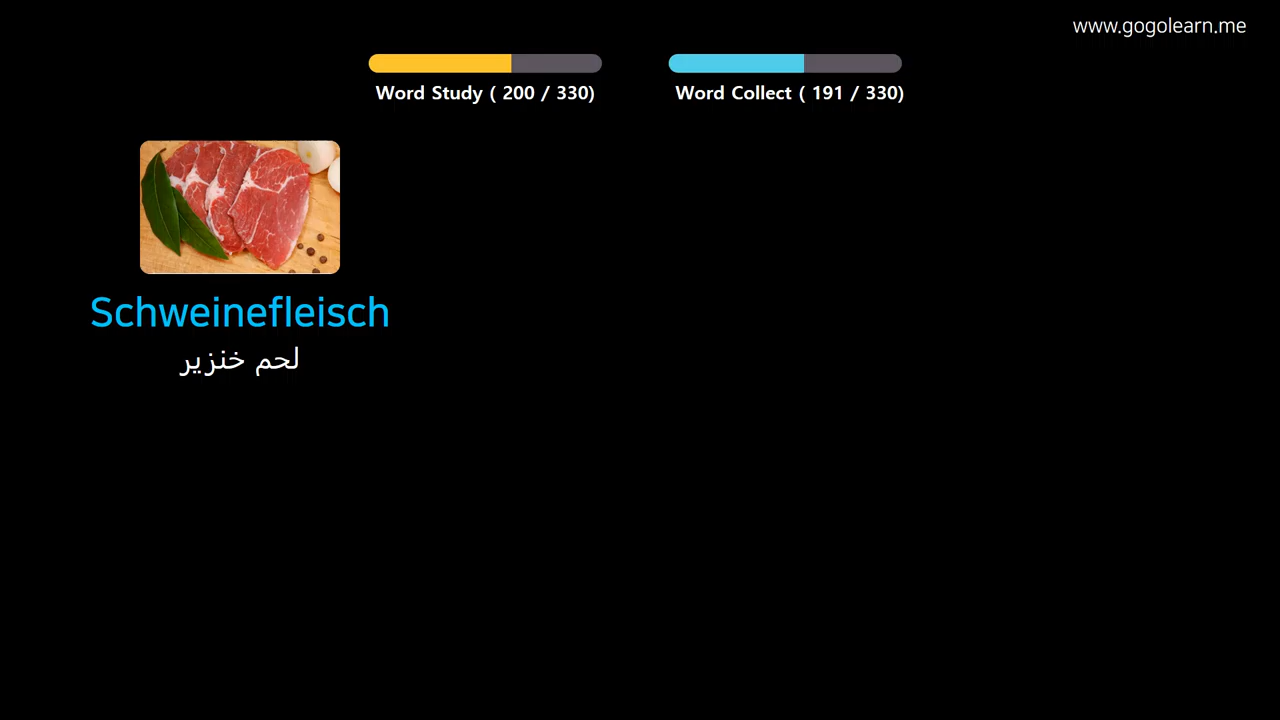 www.gogolearn.me
Word Study ( 200 / 330)
Word Collect ( 191 / 330)
Schweinefleisch
لحم خنزير